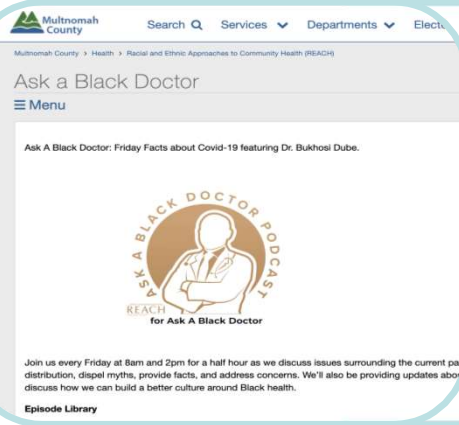 Multnomah
County
Search Services Departments
Multnomah County > Health > Racial and Ethnic Approaches to Community Health (REACH)
Ask a Black Doctor
Menu
Ask A Black Doctor: Friday Facts about Covid-19 featuring Dr. Bukhosi Dube.
ASK A BLACK DOCTOR PODCAST
REACH
for Ask A Black Doctor
Join us every Friday at 8am and 2pm for a half hour as we discuss issues surrounding the current
distribution, dispel myths, provide facts, and address concerns. We'll also be providing updates
discuss how we can build a better culture around Black health.
Episode Library